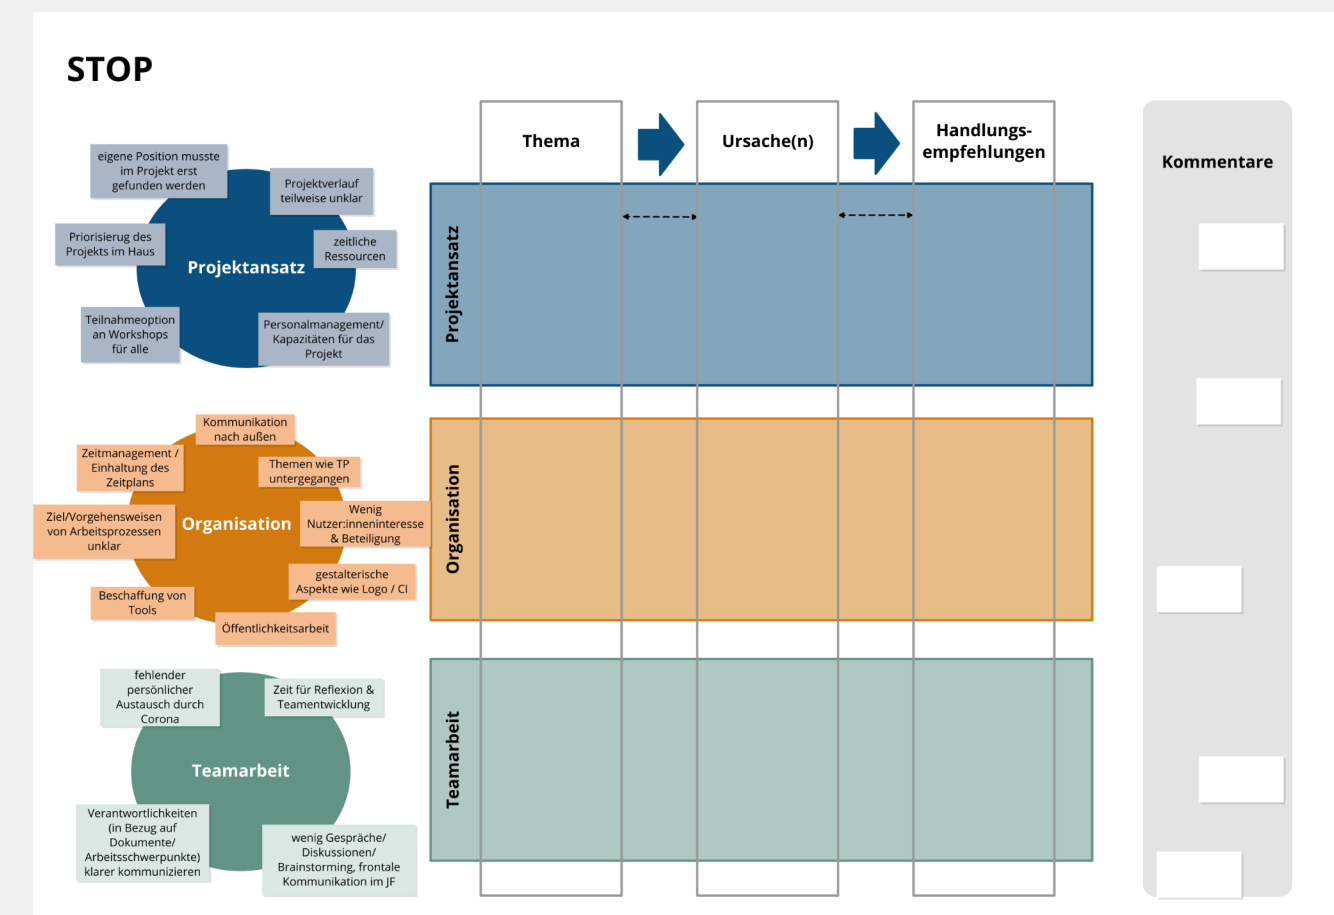 STOP
Thema
Ursache(n)
Handlungs-
empfehlungen
Kommentare
eigene Position musste
im Projekt erst
gefunden werden
Projektverlauf
teilweise unklar
Priorisierug des
Projekts im Haus
zeitliche
Ressourcen
Projektansatz
Teilnahmeoption
an Workshops
für alle
Personalmanagement/
Kapazitäten für das
Projekt
Projektansatz
Kommunikation
nach außen
Zeitmanagement /
Einhaltung des
Zeitplans
Themen wie TP
untergegangen
Ziel/Vorgehensweisen
von Arbeitsprozessen
unklar
Organisation
Wenig
Nutzer:inneninteresse
& Beteiligung
gestalterische
Aspekte wie Logo / CI
Beschaffung von
Tools
Öffentlichkeitsarbeit
Organisation
fehlender
persönlicher
Austausch durch
Corona
Zeit für Reflexion &
Teamentwicklung
Teamarbeit
Verantwortlichkeiten
(in Bezug auf
Dokumente/
Arbeitsschwerpunkte)
klarer kommunizieren
wenig Gespräche/
Diskussionen/
Brainstorming, frontale
Kommunikation im JF
Teamarbeit